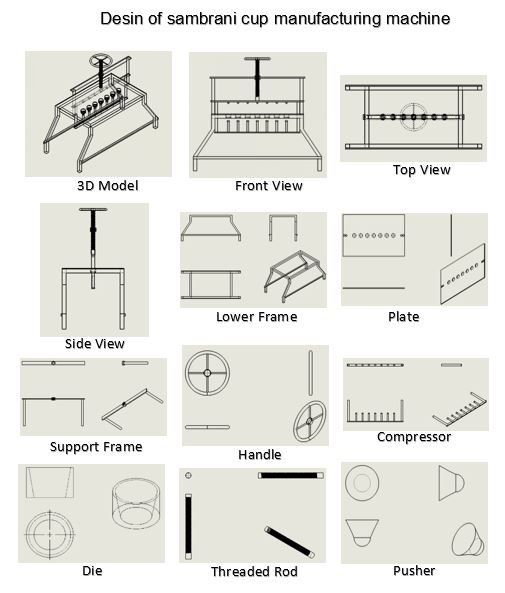 Desin of sambrani cup manufacturing machine
3D Model
Front View
Top View
Side View
Lower Frame
Plate
Support Frame
Handle
Compressor
Die
Threaded Rod
Pusher